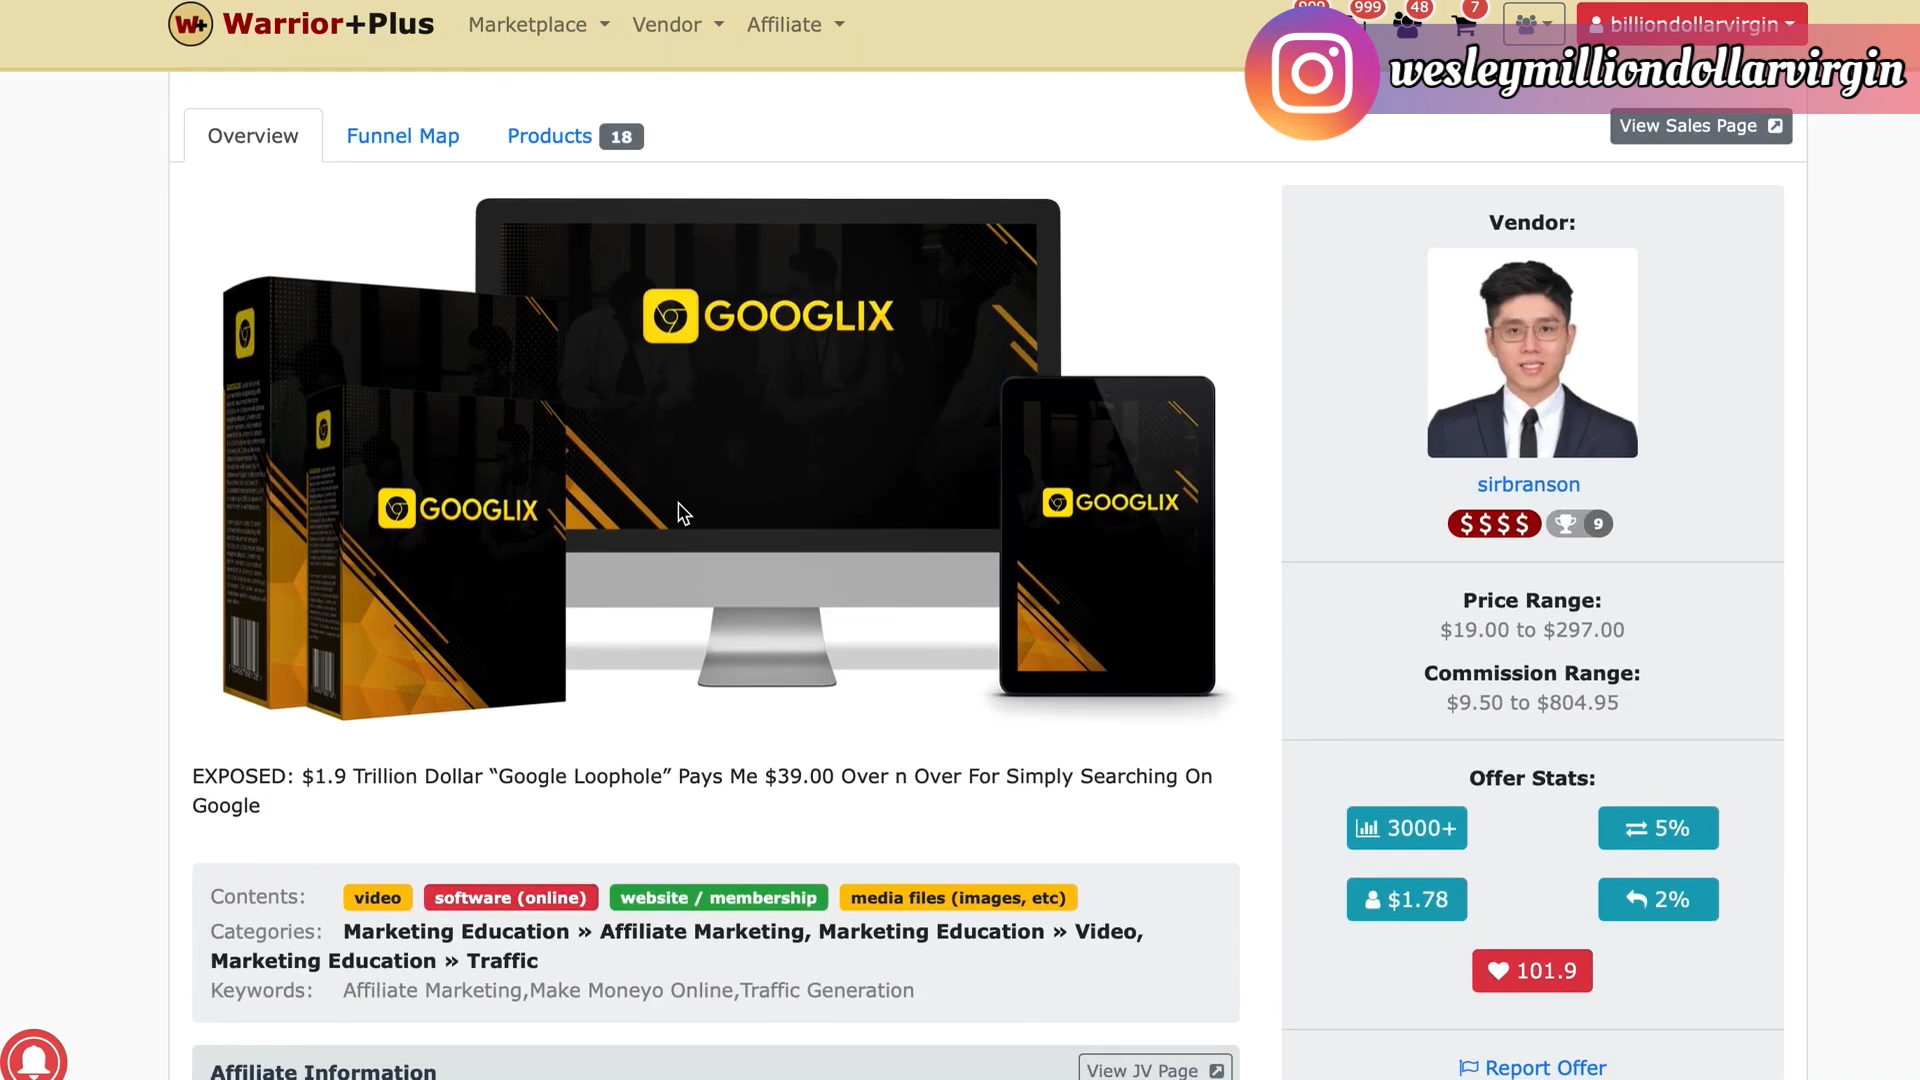 W+ Warrior+Plus Marketplace Vendor Affiliate
999 999 48 7 billiondollarvirgin
wesleymilliondollarvirgin
Overview Funnel Map Products 18 View Sales Page
GOOGLIX
GOOGLIX
GOOGLIX
GOOGLIX
GOOGLIX
Vendor:
sirbranson
$ $ $ $ 9
Price Range:
$19.00 to $297.00
Commission Range:
$9.50 to $804.95
EXPOSED: $1.9 Trillion Dollar “Google Loophole” Pays Me $39.00 Over n Over For Simply Searching On
Google
Offer Stats:
3000+ 5%
$1.78 2%
101.9
Contents: video software (online) website / membership media files (images, etc)
Categories: Marketing Education » Affiliate Marketing, Marketing Education » Video,
Marketing Education » Traffic
Keywords: Affiliate Marketing,Make Moneyo Online,Traffic Generation
Affiliate Information View JV Page
Report Offer